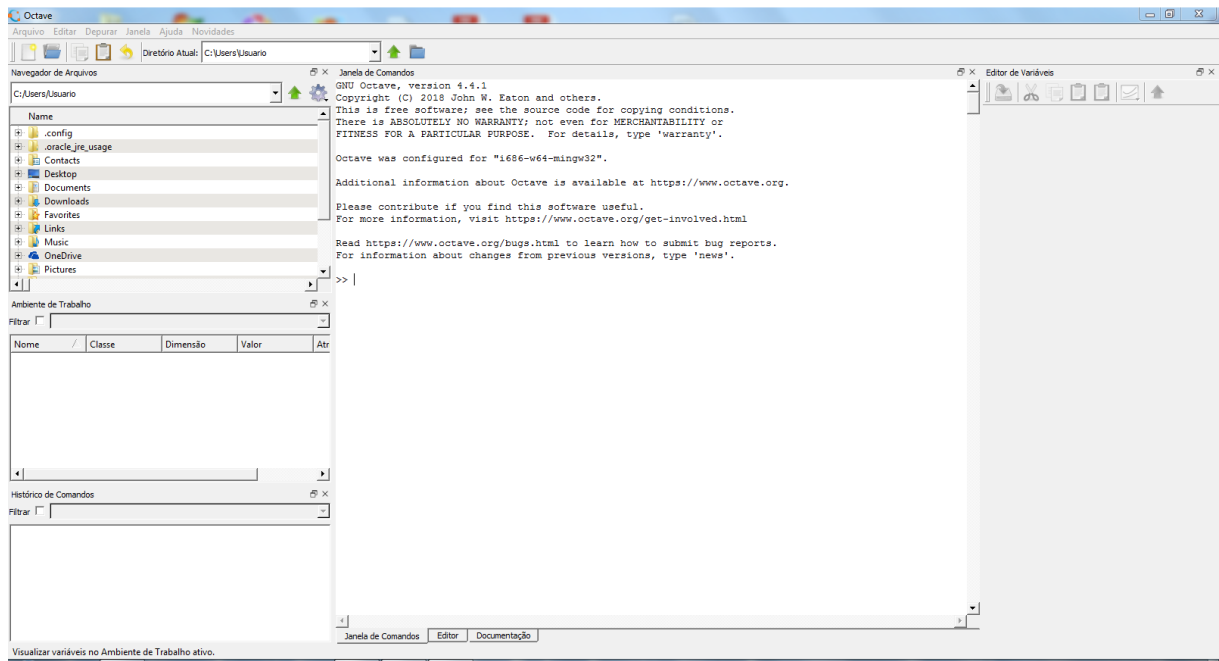 Octave
Arquivo Editar Depurar Janela Ajuda Novidades
Diretório Atual: C:\Users\Usuario
Navegador de Arquivos
C:/Users/Usuario
Name
.config
.oracle_jre_usage
Contacts
Desktop
Documents
Downloads
Favorites
Links
Music
OneDrive
Pictures
Ambiente de Trabalho
Filtrar
Nome Classe Dimensão Valor Atr
Histórico de Comandos
Filtrar
Janela de Comandos
GNU Octave, version 4.4.1
Copyright (C) 2018 John W. Eaton and others.
This is free software; see the source code for copying conditions.
There is ABSOLUTELY NO WARRANTY; not even for MERCHANTABILITY or
FITNESS FOR A PARTICULAR PURPOSE.  For details, type 'warranty'.
Octave was configured for "i686-w64-mingw32".
Additional information about Octave is available at https://www.octave.org.
Please contribute if you find this software useful.
For more information, visit https://www.octave.org/get-involved.html
Read https://www.octave.org/bugs.html to learn how to submit bug reports.
For information about changes from previous versions, type 'news'.
>>
Janela de Comandos Editor Documentação
Editor de Variáveis
Visualizar variáveis no Ambiente de Trabalho ativo.